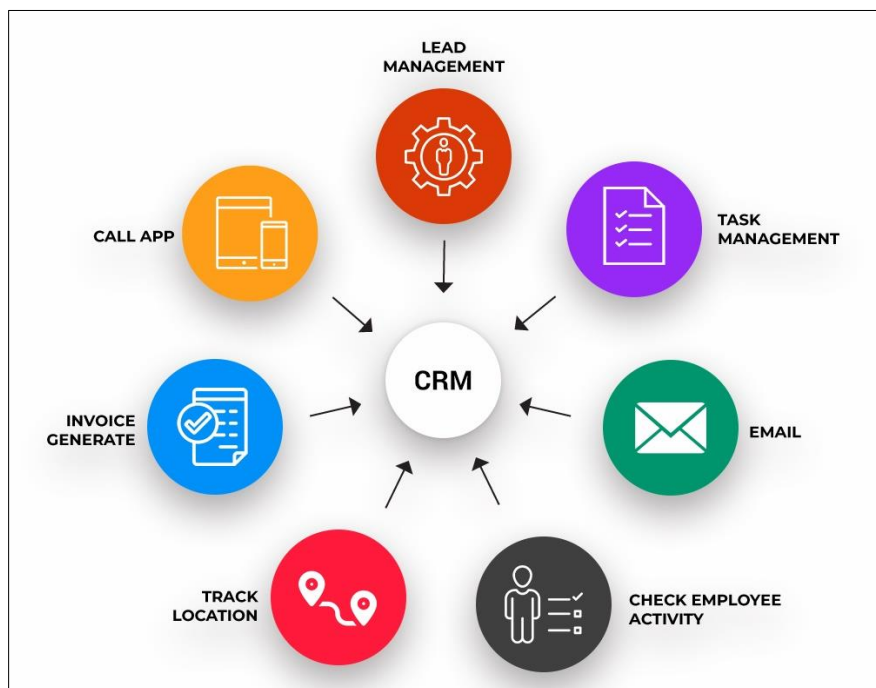 LEAD
MANAGEMENT
TASK
MANAGEMENT
CALL APP
CRM
INVOICE
GENERATE
EMAIL
TRACK
LOCATION
CHECK EMPLOYEE
ACTIVITY